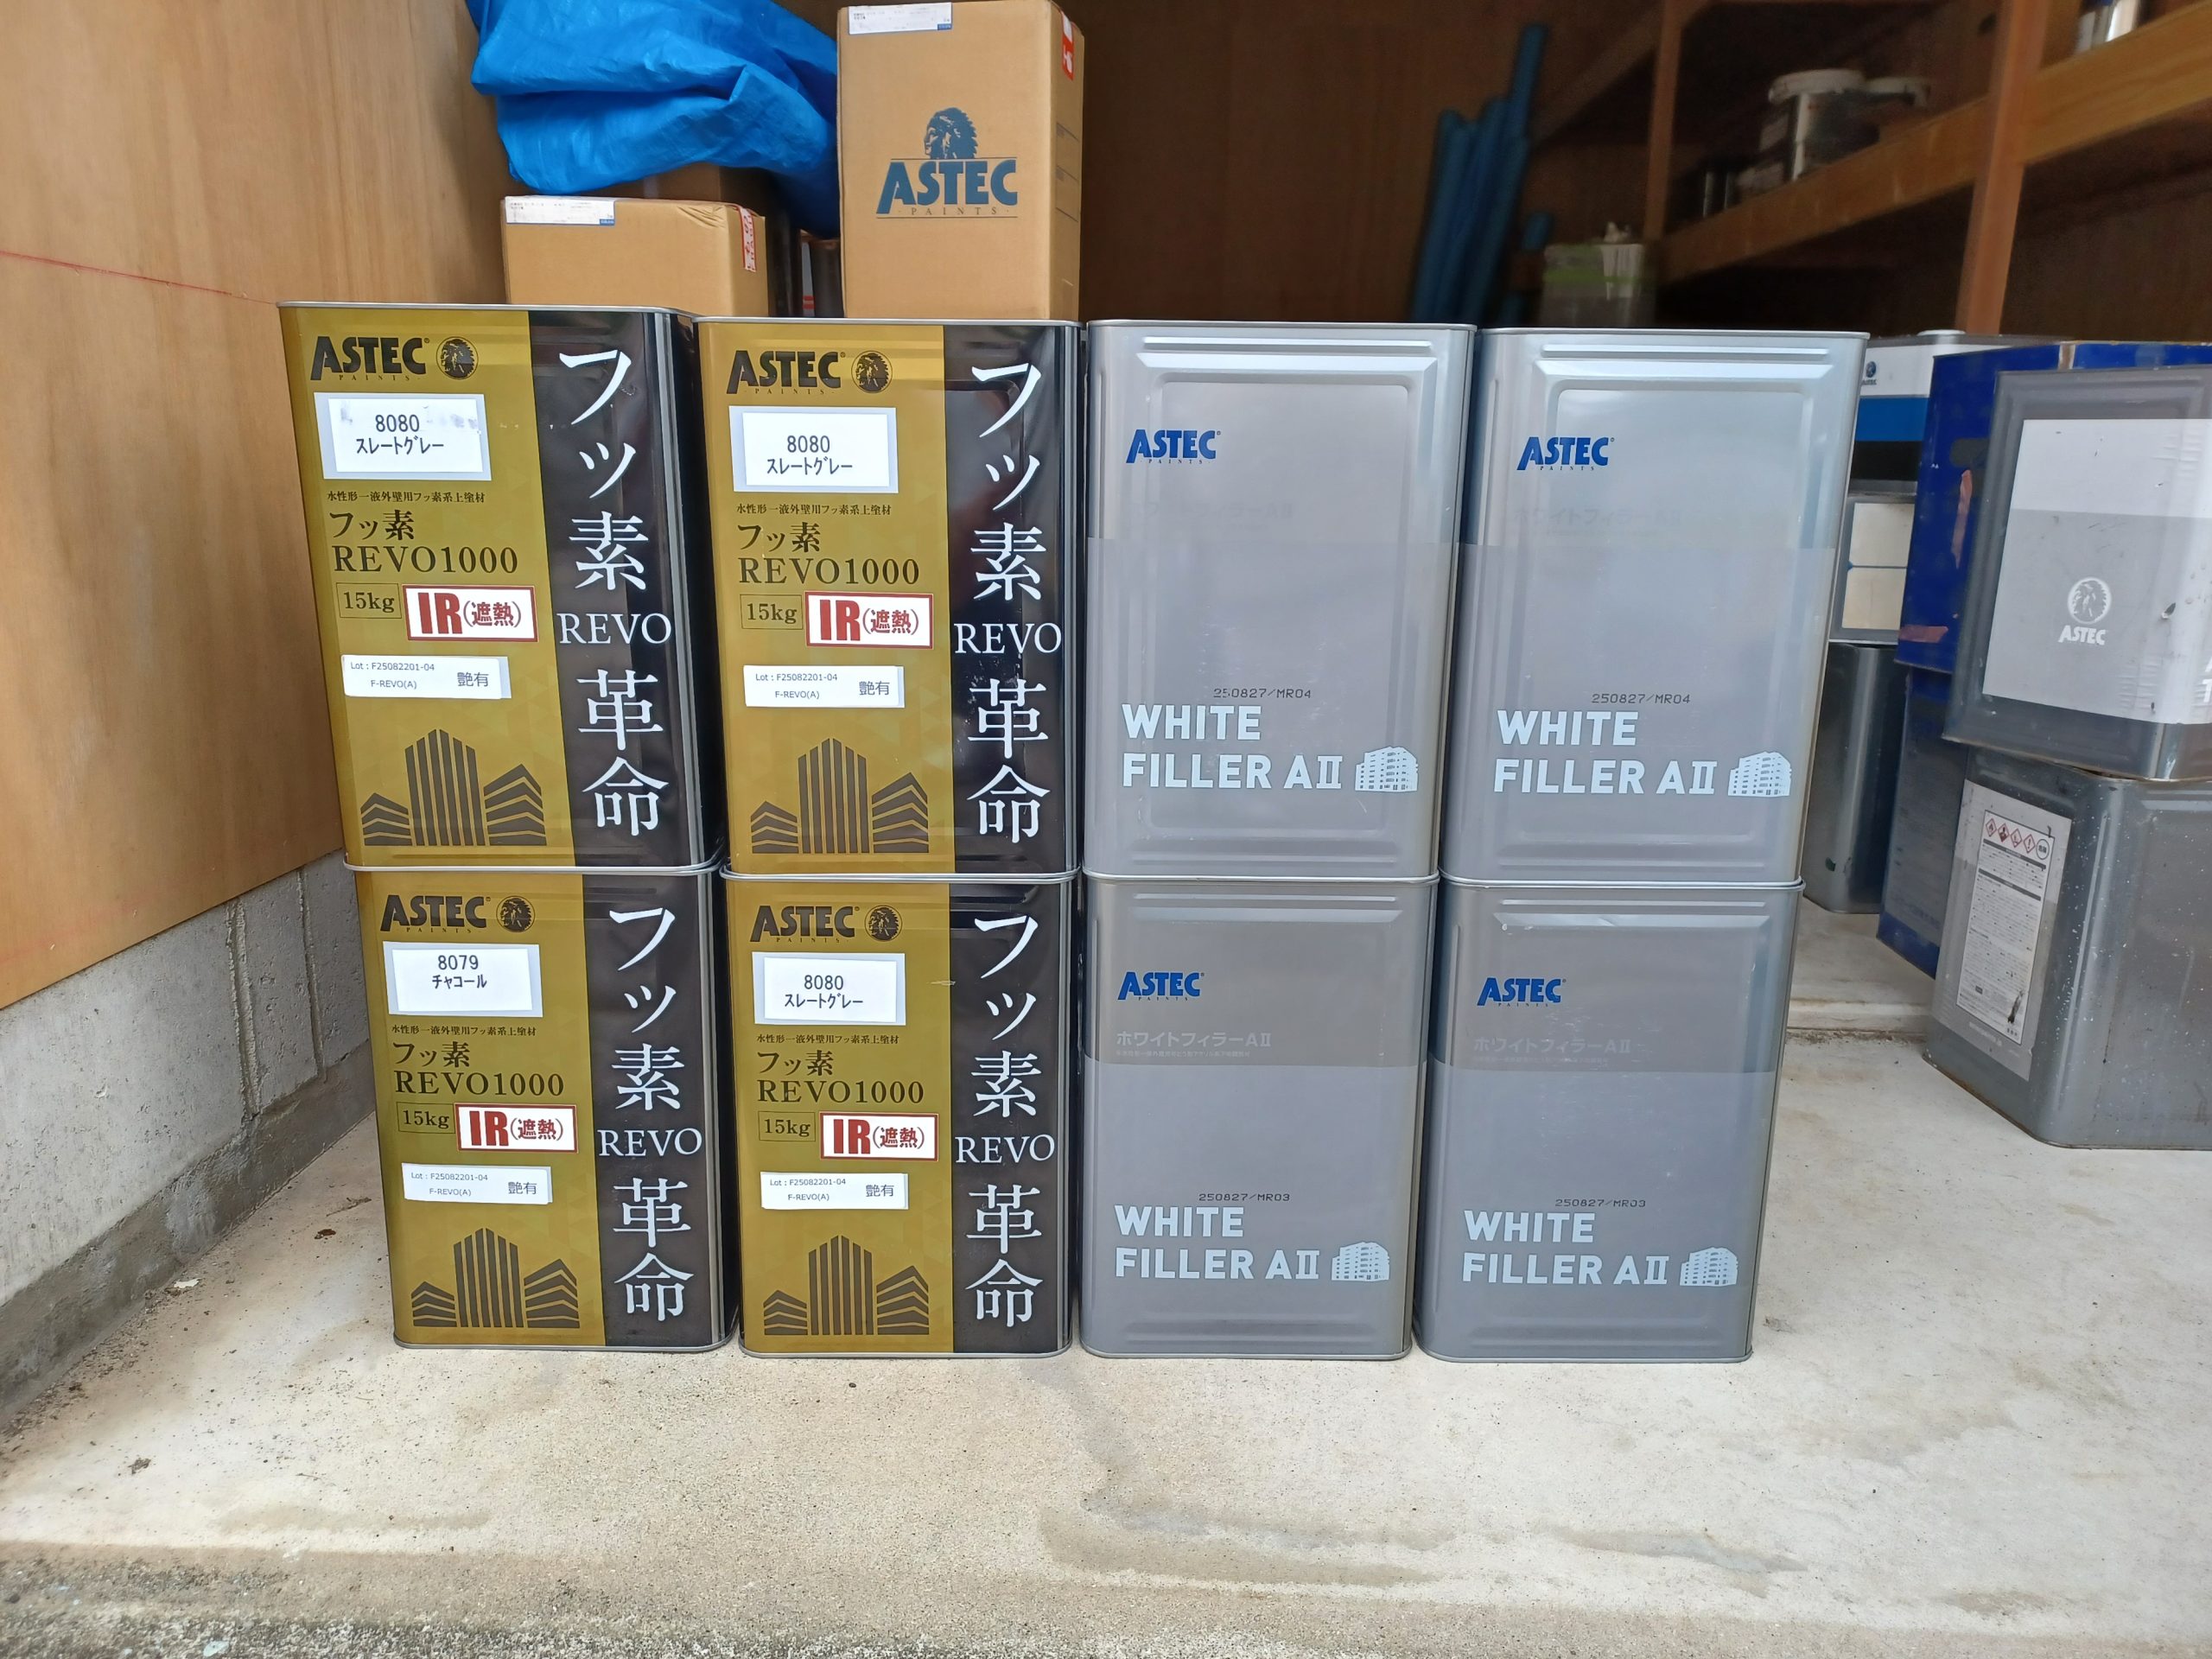 ASTEC
PAINTS
ASTEC
PAINTS
8080
スレートグレー
水性形一液外壁用フッ素系上塗材
フッ素
REVO1000
15kg
IR(遮熱)
Lot : F25082201-04
F-REVO(A)
艶有
フッ素
REVO
革命
ASTEC
PAINTS
8080
スレートグレー
水性形一液外壁用フッ素系上塗材
フッ素
REVO1000
15kg
IR(遮熱)
Lot : F25082201-04
F-REVO(A)
艶有
フッ素
REVO
革命
ASTEC
PAINTS
250827/MR04
WHITE
FILLER AⅡ
ASTEC
PAINTS
250827/MR04
WHITE
FILLER AⅡ
ASTEC
ASTEC
PAINTS
8079
チャコール
水性形一液外壁用フッ素系上塗材
フッ素
REVO1000
15kg
IR(遮熱)
Lot : F25082201-04
F-REVO(A)
艶有
フッ素
REVO
革命
ASTEC
PAINTS
8080
スレートグレー
水性形一液外壁用フッ素系上塗材
フッ素
REVO1000
15kg
IR(遮熱)
Lot : F25082201-04
F-REVO(A)
艶有
フッ素
REVO
革命
ASTEC
PAINTS
ホワイトフィラーAⅡ
250827/MR03
WHITE
FILLER AⅡ
ASTEC
PAINTS
ホワイトフィラーAⅡ
250827/MR03
WHITE
FILLER AⅡ